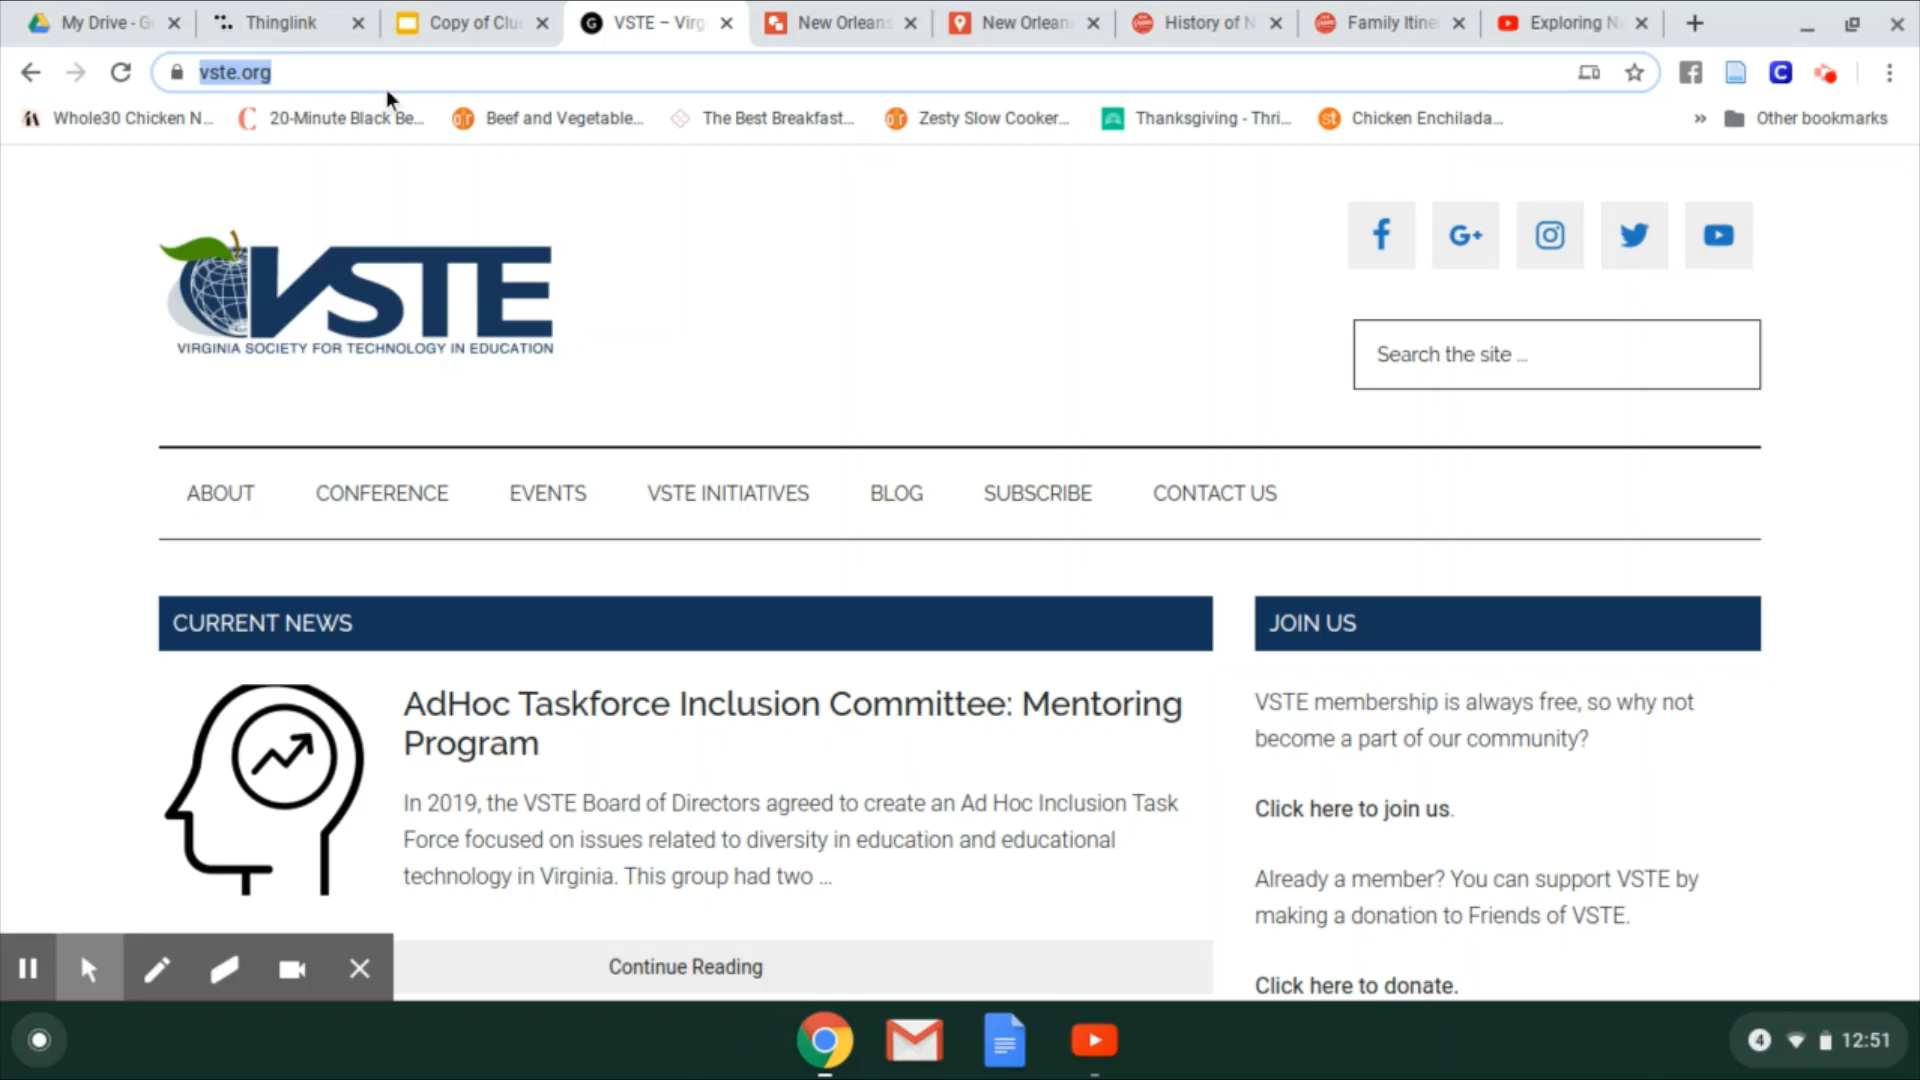 My Drive - G
Thinglink
Copy of Clue
VSTE – Virg
New Orleans
New Orlean
History of N
Family Itine
Exploring N
vste.org
Whole30 Chicken N...
20-Minute Black Be...
Beef and Vegetable...
The Best Breakfast...
Zesty Slow Cooker...
Thanksgiving - Thri...
Chicken Enchilada...
Other bookmarks
VSTE
VIRGINIA SOCIETY FOR TECHNOLOGY IN EDUCATION
Search the site ...
ABOUT
CONFERENCE
EVENTS
VSTE INITIATIVES
BLOG
SUBSCRIBE
CONTACT US
CURRENT NEWS
AdHoc Taskforce Inclusion Committee: Mentoring
Program
In 2019, the VSTE Board of Directors agreed to create an Ad Hoc Inclusion Task
Force focused on issues related to diversity in education and educational
technology in Virginia. This group had two ...
Continue Reading
JOIN US
VSTE membership is always free, so why not
become a part of our community?
Click here to join us.
Already a member? You can support VSTE by
making a donation to Friends of VSTE.
Click here to donate.
4
12:51